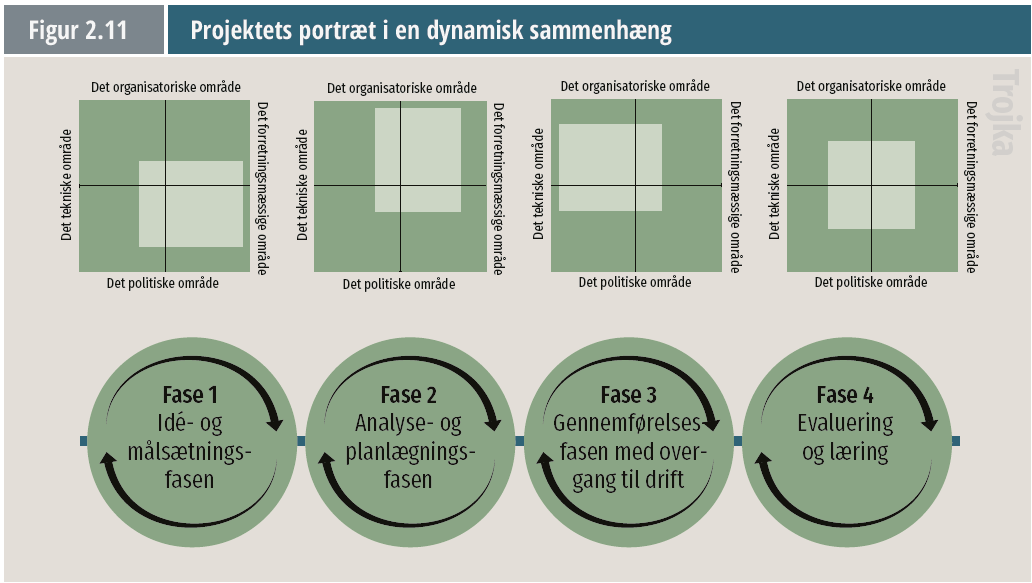 Figur 2.11
Projektets portræt i en dynamisk sammenhæng
Trojka
Det organisatoriske område
Det tekniske område
Det forretningsmæssige område
Det politiske område
Det organisatoriske område
Det tekniske område
Det forretningsmæssige område
Det politiske område
Det organisatoriske område
Det tekniske område
Det forretningsmæssige område
Det politiske område
Det organisatoriske område
Det tekniske område
Det forretningsmæssige område
Det politiske område
Fase 1
Idé- og
målsætnings-
fasen
Fase 2
Analyse- og
planlægnings-
fasen
Fase 3
Gennemførelses-
fasen med over-
gang til drift
Fase 4
Evaluering
og læring